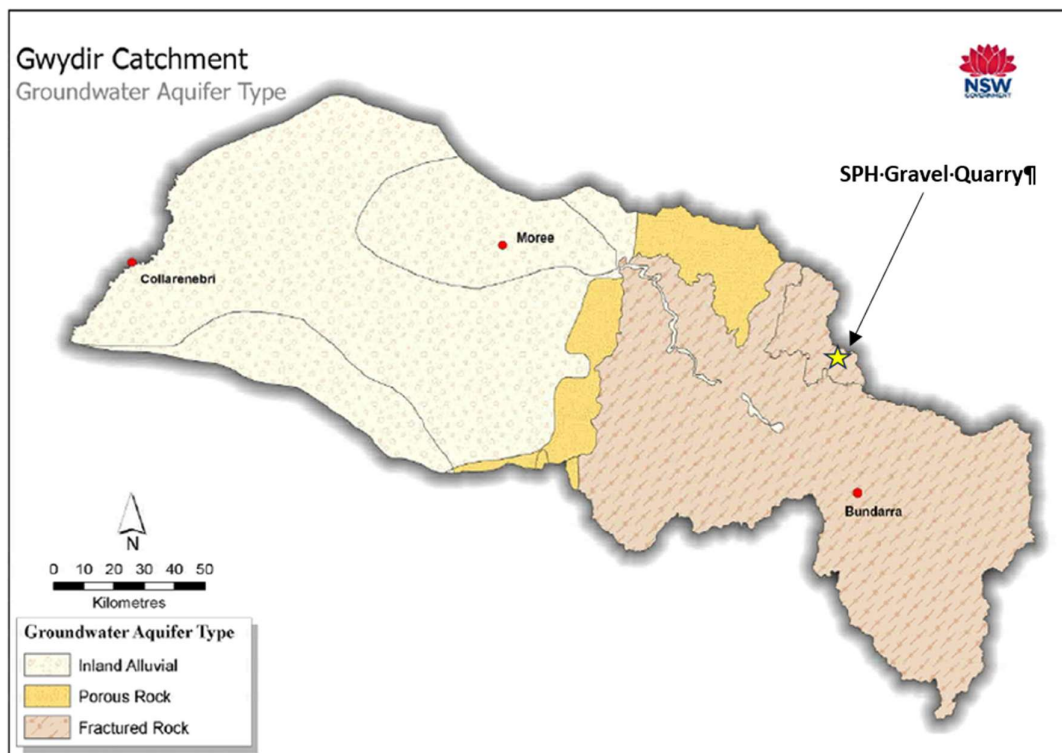 Gwydir Catchment
Groundwater Aquifer Type
NSW
GOVERNMENT
SPH·Gravel·Quarry¶
Moree
Collarenebri
Bundarra
N
0 10 20 30 40 50
Kilometres
Groundwater Aquifer Type
Inland Alluvial
Porous Rock
Fractured Rock